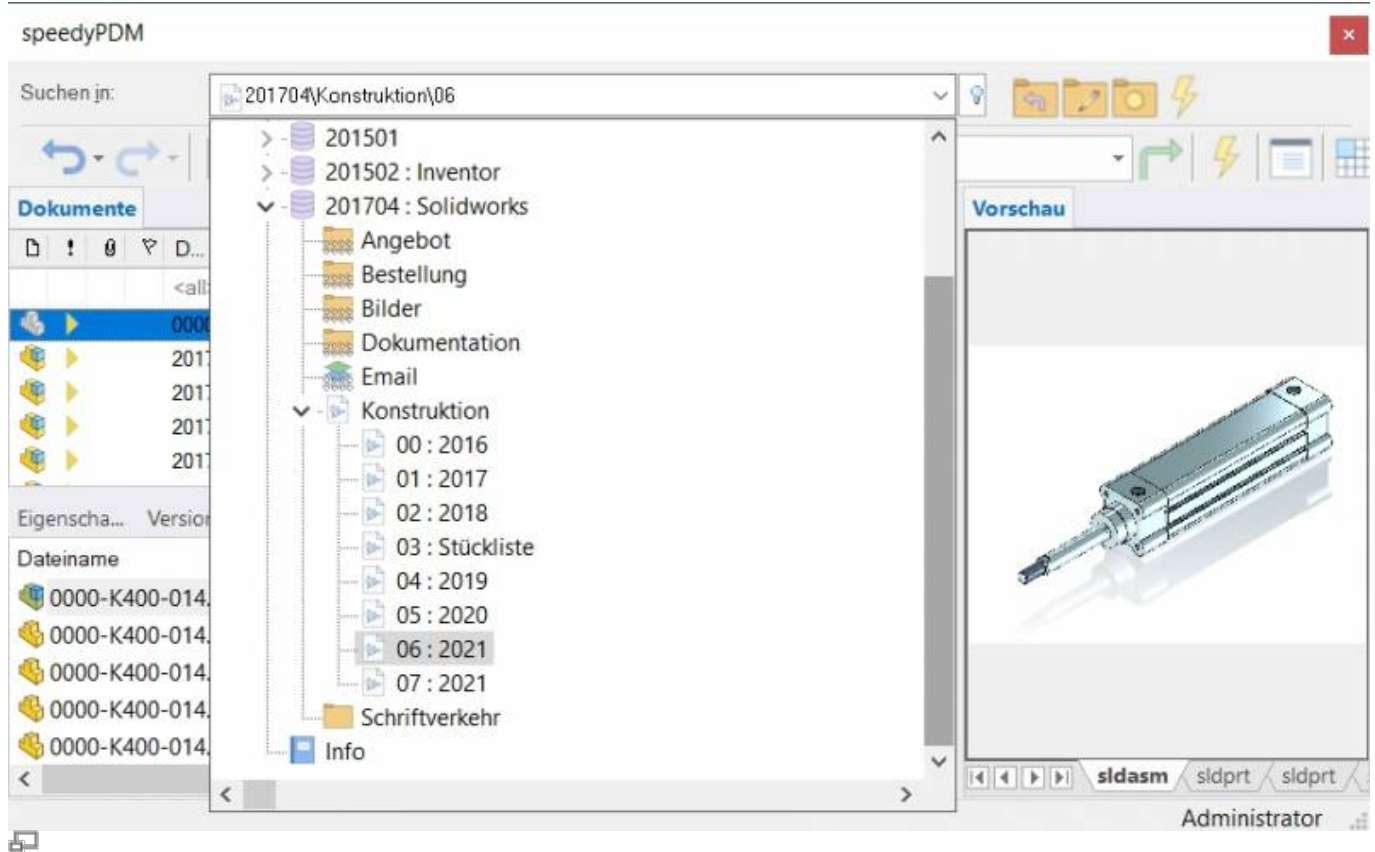 speedyPDM
Suchen in:
201704\Konstruktion\06
201501
201502 : Inventor
201704 : Solidworks
Angebot
Bestellung
Bilder
Dokumentation
Email
Konstruktion
00 : 2016
01 : 2017
02 : 2018
03 : Stückliste
04 : 2019
05 : 2020
06 : 2021
07 : 2021
Schriftverkehr
Info
Dokumente
D...
<all
0000
2017
2017
2017
2017
Eigenscha... Version
Dateiname
0000-K400-014.
0000-K400-014.
0000-K400-014.
0000-K400-014.
0000-K400-014.
Vorschau
sldasm sldprt sldprt
Administrator